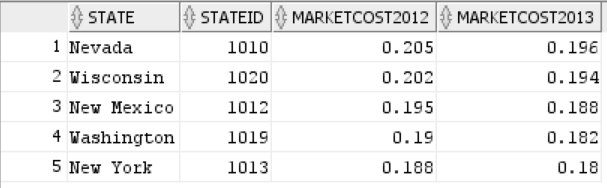 STATE STATEID MARKETCOST2012 MARKETCOST2013
1 Nevada 1010 0.205 0.196
2 Wisconsin 1020 0.202 0.194
3 New Mexico 1012 0.195 0.188
4 Washington 1019 0.19 0.182
5 New York 1013 0.188 0.18